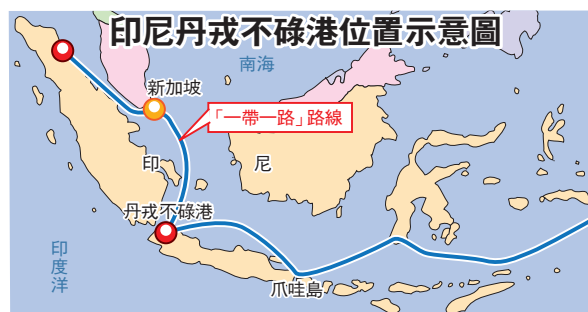 印尼丹戎不碌港位置示意圖
南海
新加坡
「一帶一路」路線
印 尼
丹戎不碌港
印度洋
爪哇島